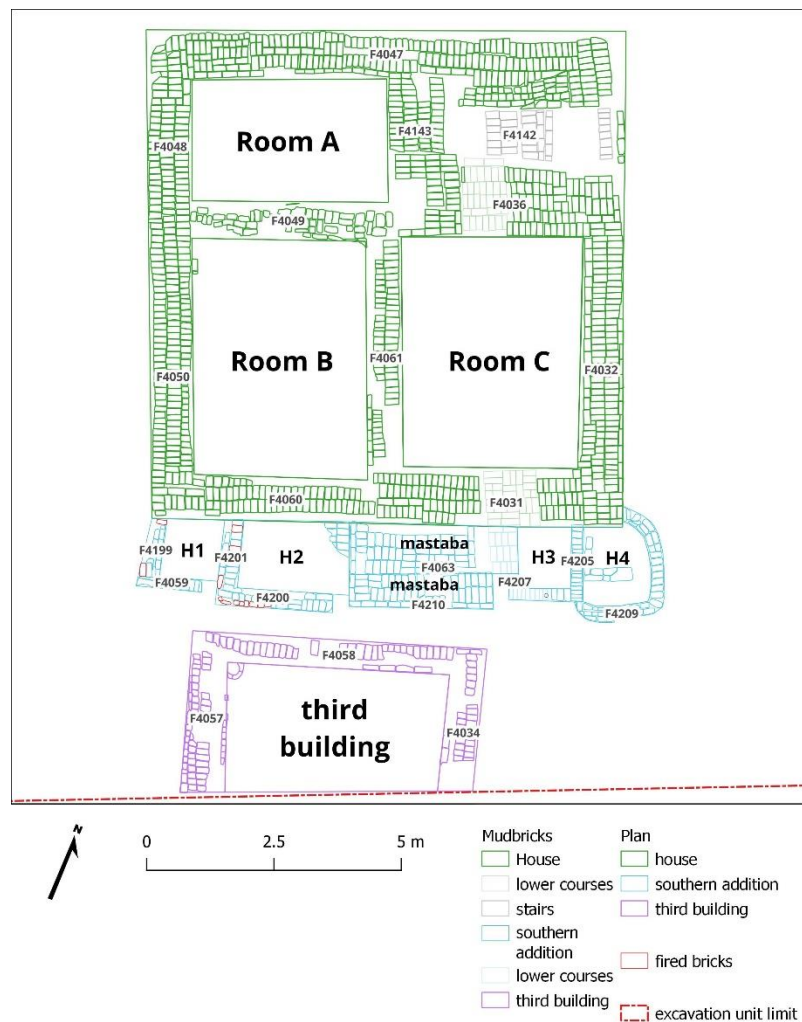 F4047
F4048
Room A
F4143
F4142
F4036
F4049
F4050
Room B
F4061
Room C
F4032
F4060
F4031
F4199
H1
F4201
H2
mastaba
F4063
H3
F4205
H4
F4059
F4200
mastaba
F4210
F4207
F4209
F4058
F4057
third
building
F4034
N
0
2.5
5 m
Mudbricks
House
lower courses
stairs
southern
addition
lower courses
third building
Plan
house
southern addition
third building
fired bricks
excavation unit limit